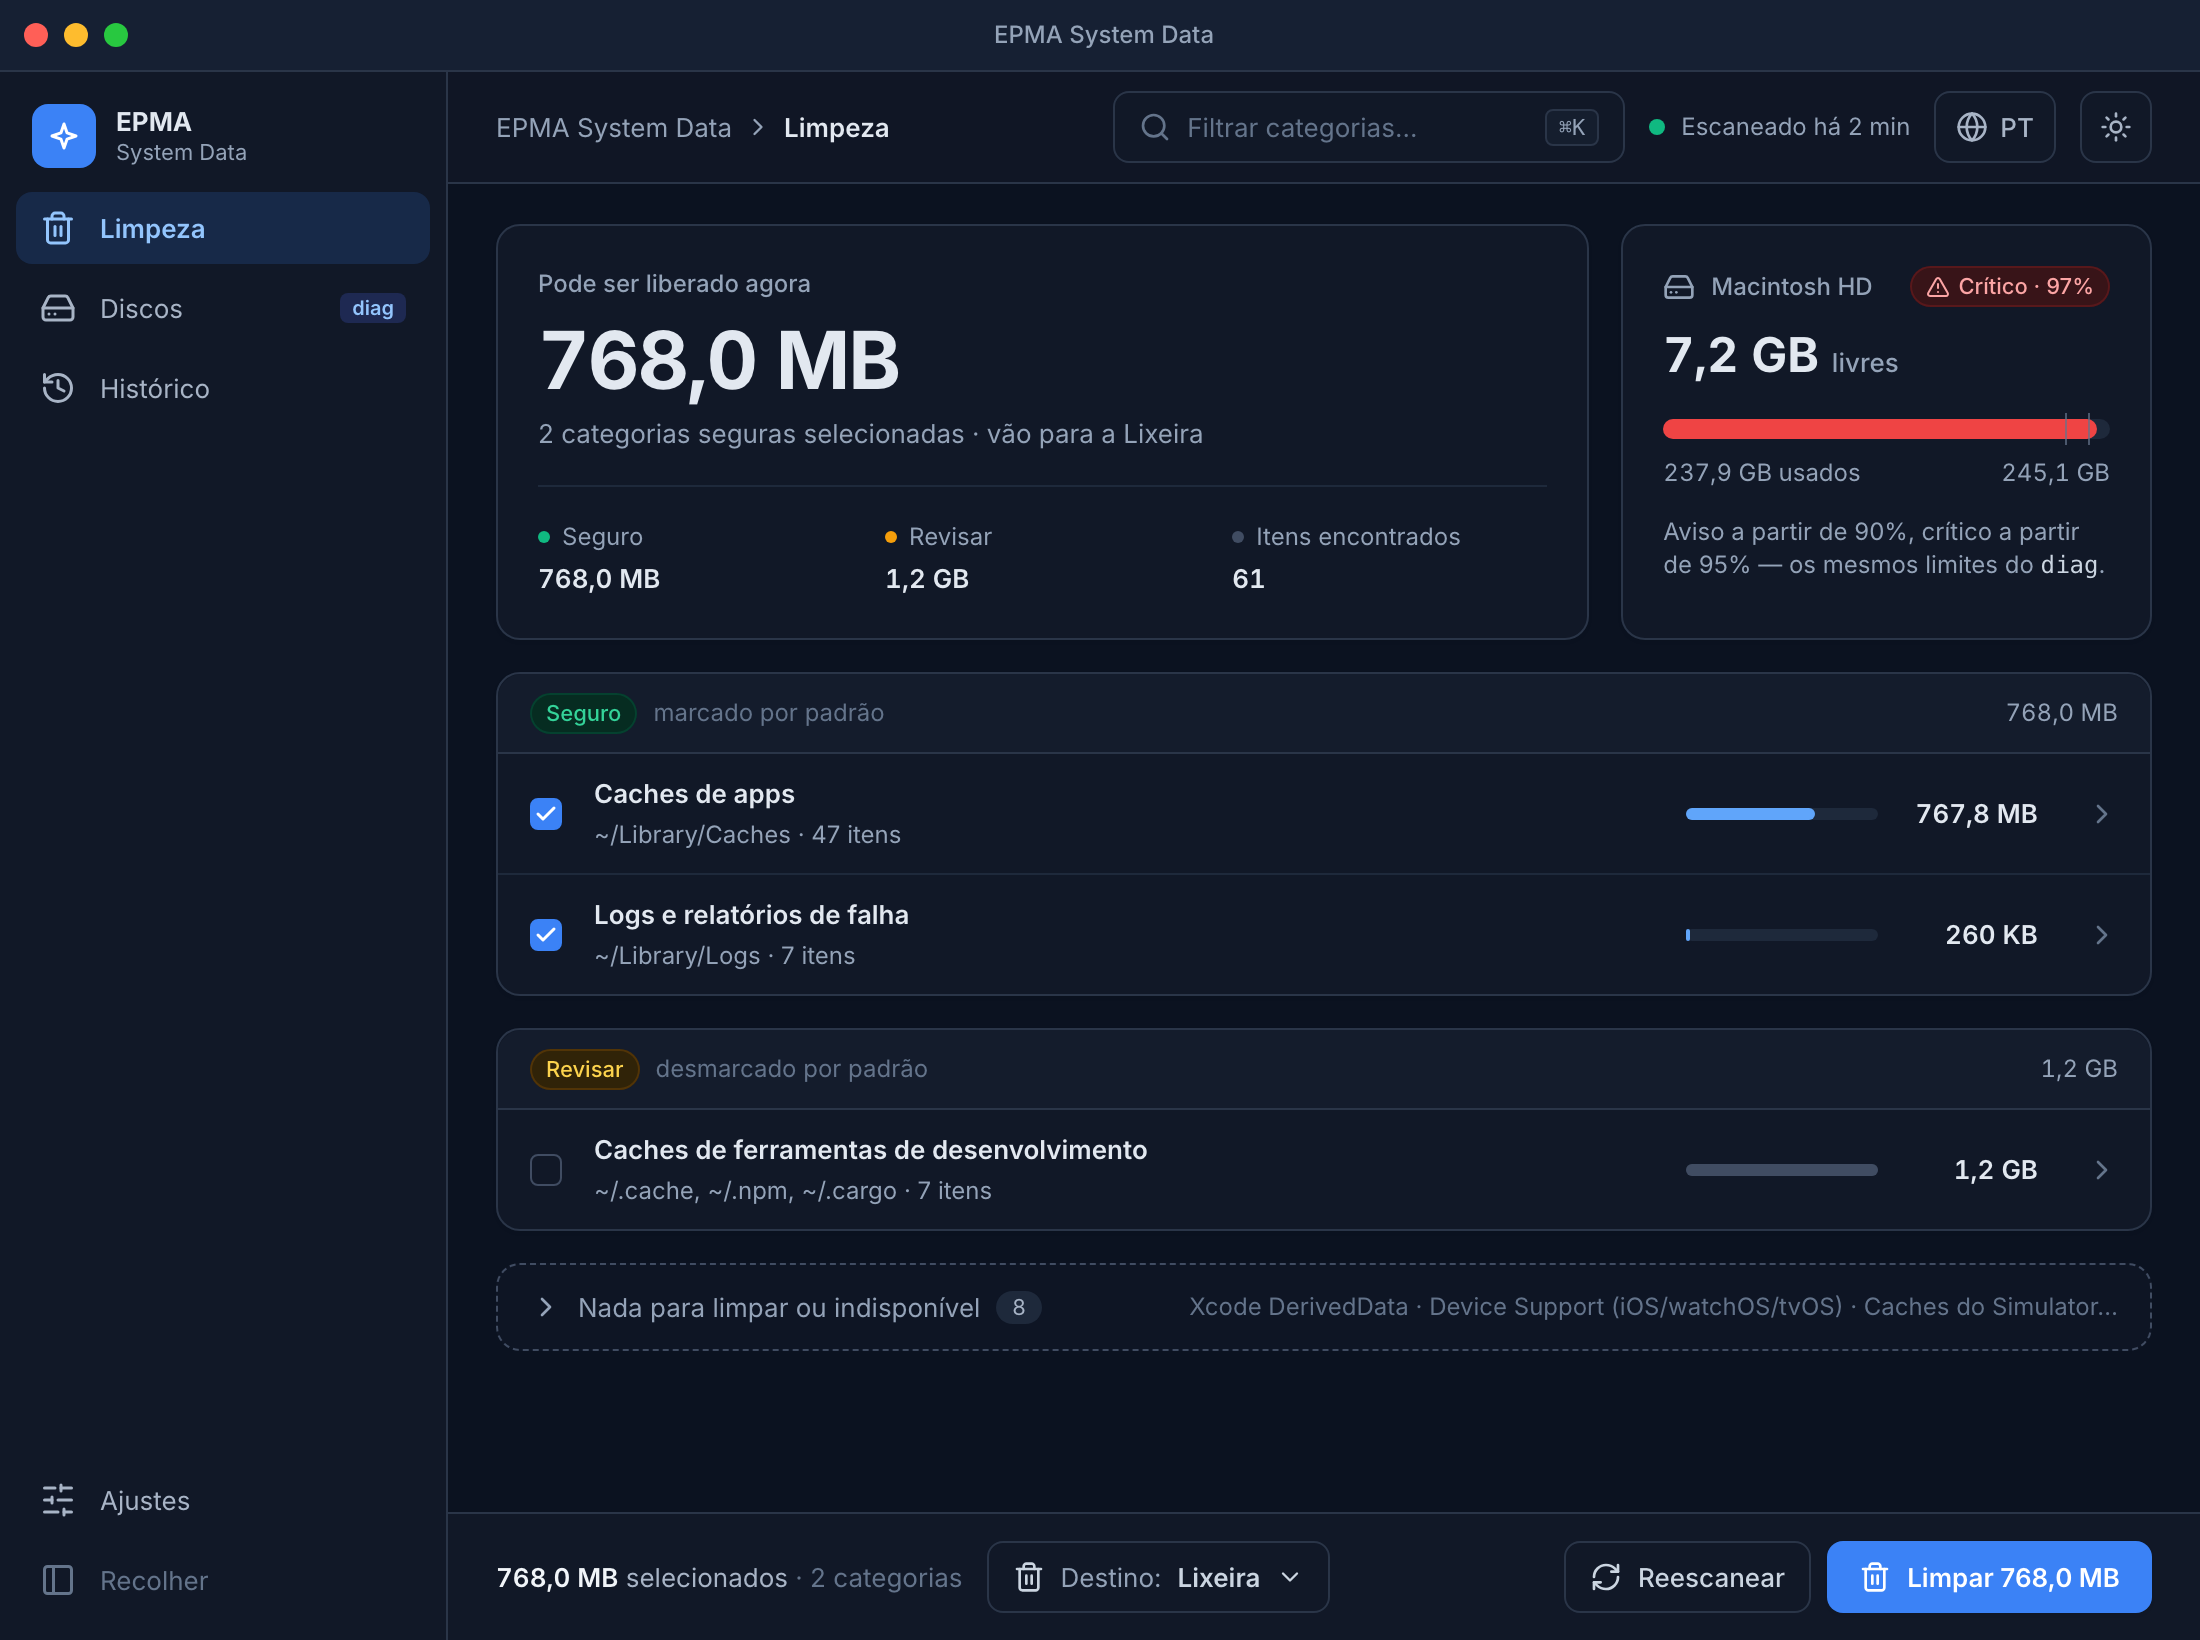 EPMA System Data
EPMA
System Data
Limpeza
Discos
diag
Histórico
Ajustes
Recolher
EPMA System Data > Limpeza
Filtrar categorias...
⌘K
Escaneado há 2 min
PT
Pode ser liberado agora
768,0 MB
2 categorias seguras selecionadas · vão para a Lixeira
Seguro
768,0 MB
Revisar
1,2 GB
Itens encontrados
61
Macintosh HD
Crítico · 97%
7,2 GB livres
237,9 GB usados
245,1 GB
Aviso a partir de 90%, crítico a partir
de 95% — os mesmos limites do diag.
Seguro
marcado por padrão
768,0 MB
Caches de apps
~/Library/Caches · 47 itens
767,8 MB
Logs e relatórios de falha
~/Library/Logs · 7 itens
260 KB
Revisar
desmarcado por padrão
1,2 GB
Caches de ferramentas de desenvolvimento
~/.cache, ~/.npm, ~/.cargo · 7 itens
1,2 GB
Nada para limpar ou indisponível
8
Xcode DerivedData · Device Support (iOS/watchOS/tvOS) · Caches do Simulator...
768,0 MB selecionados · 2 categorias
Destino: Lixeira
Reescanear
Limpar 768,0 MB